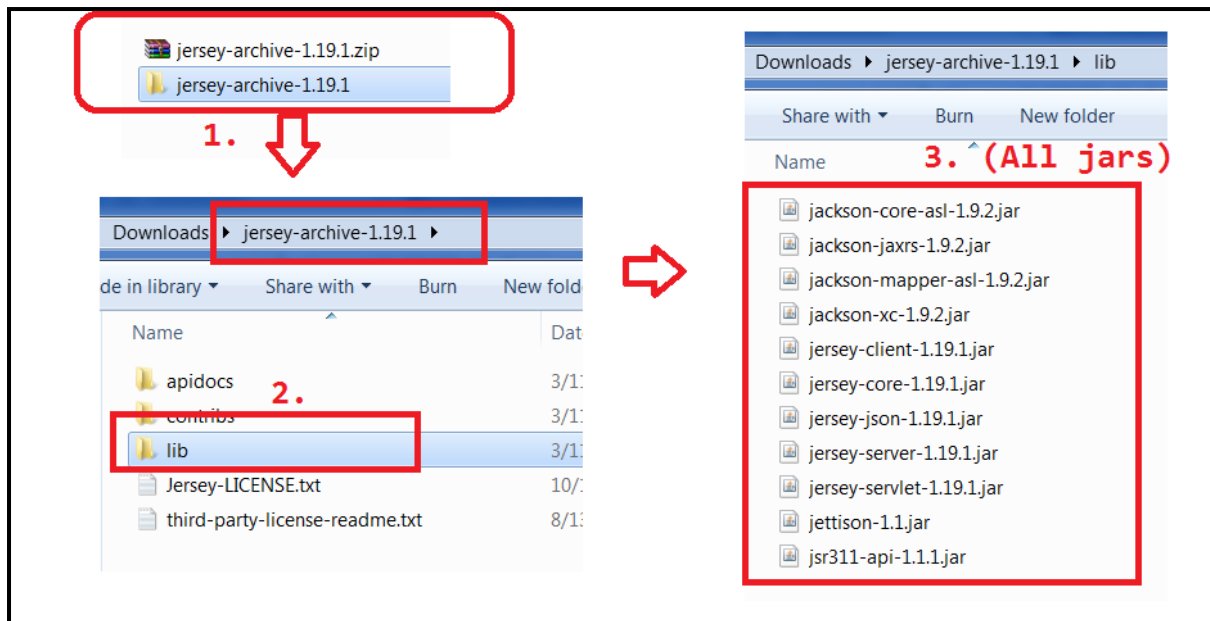 jersey-archive-1.19.1.zip
jersey-archive-1.19.1
1.
Downloads ▸ jersey-archive-1.19.1 ▸
de in library ▾ Share with ▾ Burn New fold
Name Dat
apidocs 3/1
2.
contribs 3/1
lib 3/1
Jersey-LICENSE.txt 10/
third-party-license-readme.txt 8/1
Downloads ▸ jersey-archive-1.19.1 ▸ lib
Share with ▾ Burn New folder
Name 3. (All jars)
jackson-core-asl-1.9.2.jar
jackson-jaxrs-1.9.2.jar
jackson-mapper-asl-1.9.2.jar
jackson-xc-1.9.2.jar
jersey-client-1.19.1.jar
jersey-core-1.19.1.jar
jersey-json-1.19.1.jar
jersey-server-1.19.1.jar
jersey-servlet-1.19.1.jar
jettison-1.1.jar
jsr311-api-1.1.1.jar